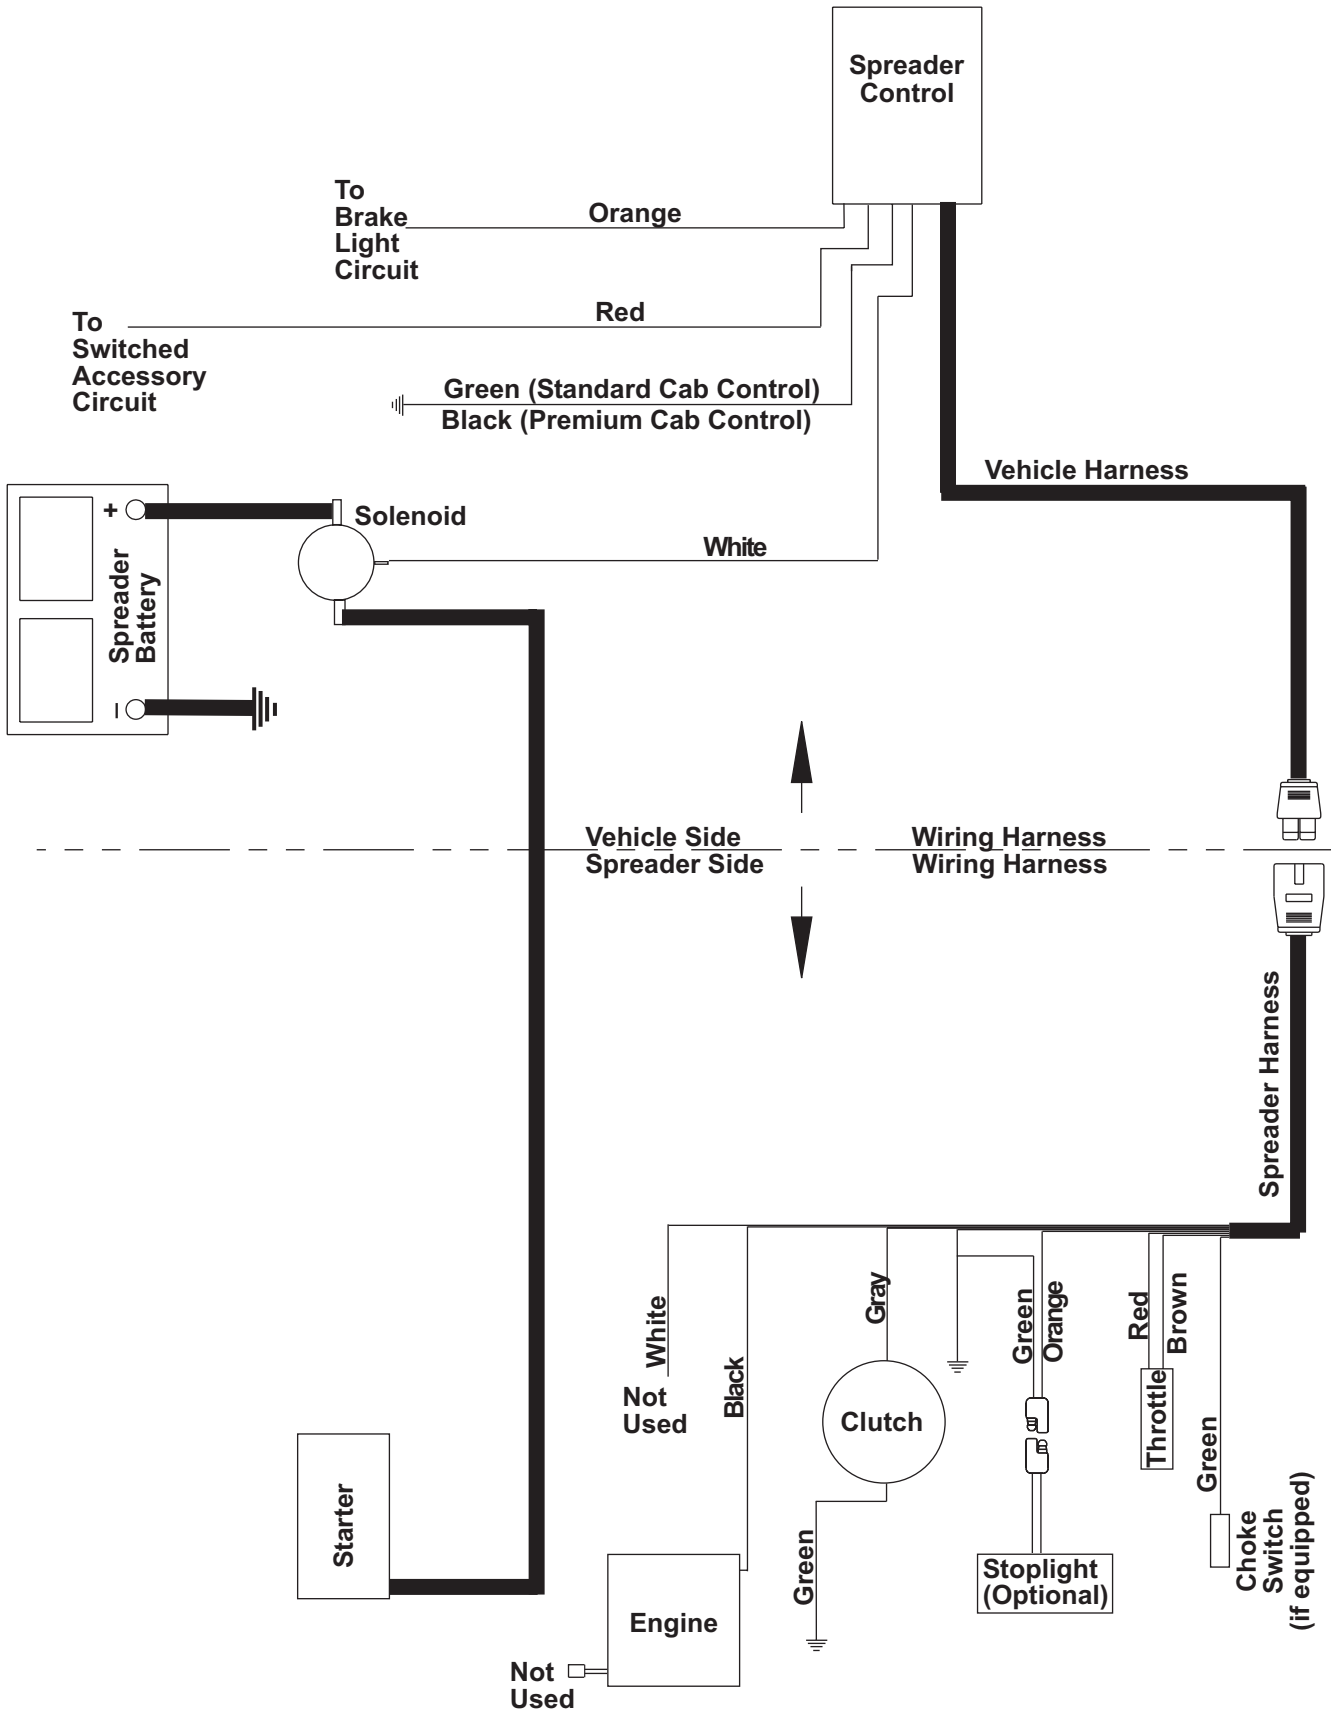 Spreader
Control
To
Brake
Light
Circuit
Orange
To
Switched
Accessory
Circuit
Red
Green (Standard Cab Control)
Black (Premium Cab Control)
Vehicle Harness
+
Solenoid
White
Spreader
Battery
–
Vehicle Side
Wiring Harness
Spreader Side
Wiring Harness
Spreader Harness
White
Not
Used
Black
Gray
Clutch
Green
Green
Orange
Stoplight
(Optional)
Red
Brown
Throttle
Green
Choke
Switch
(if equipped)
Starter
Engine
Not
Used